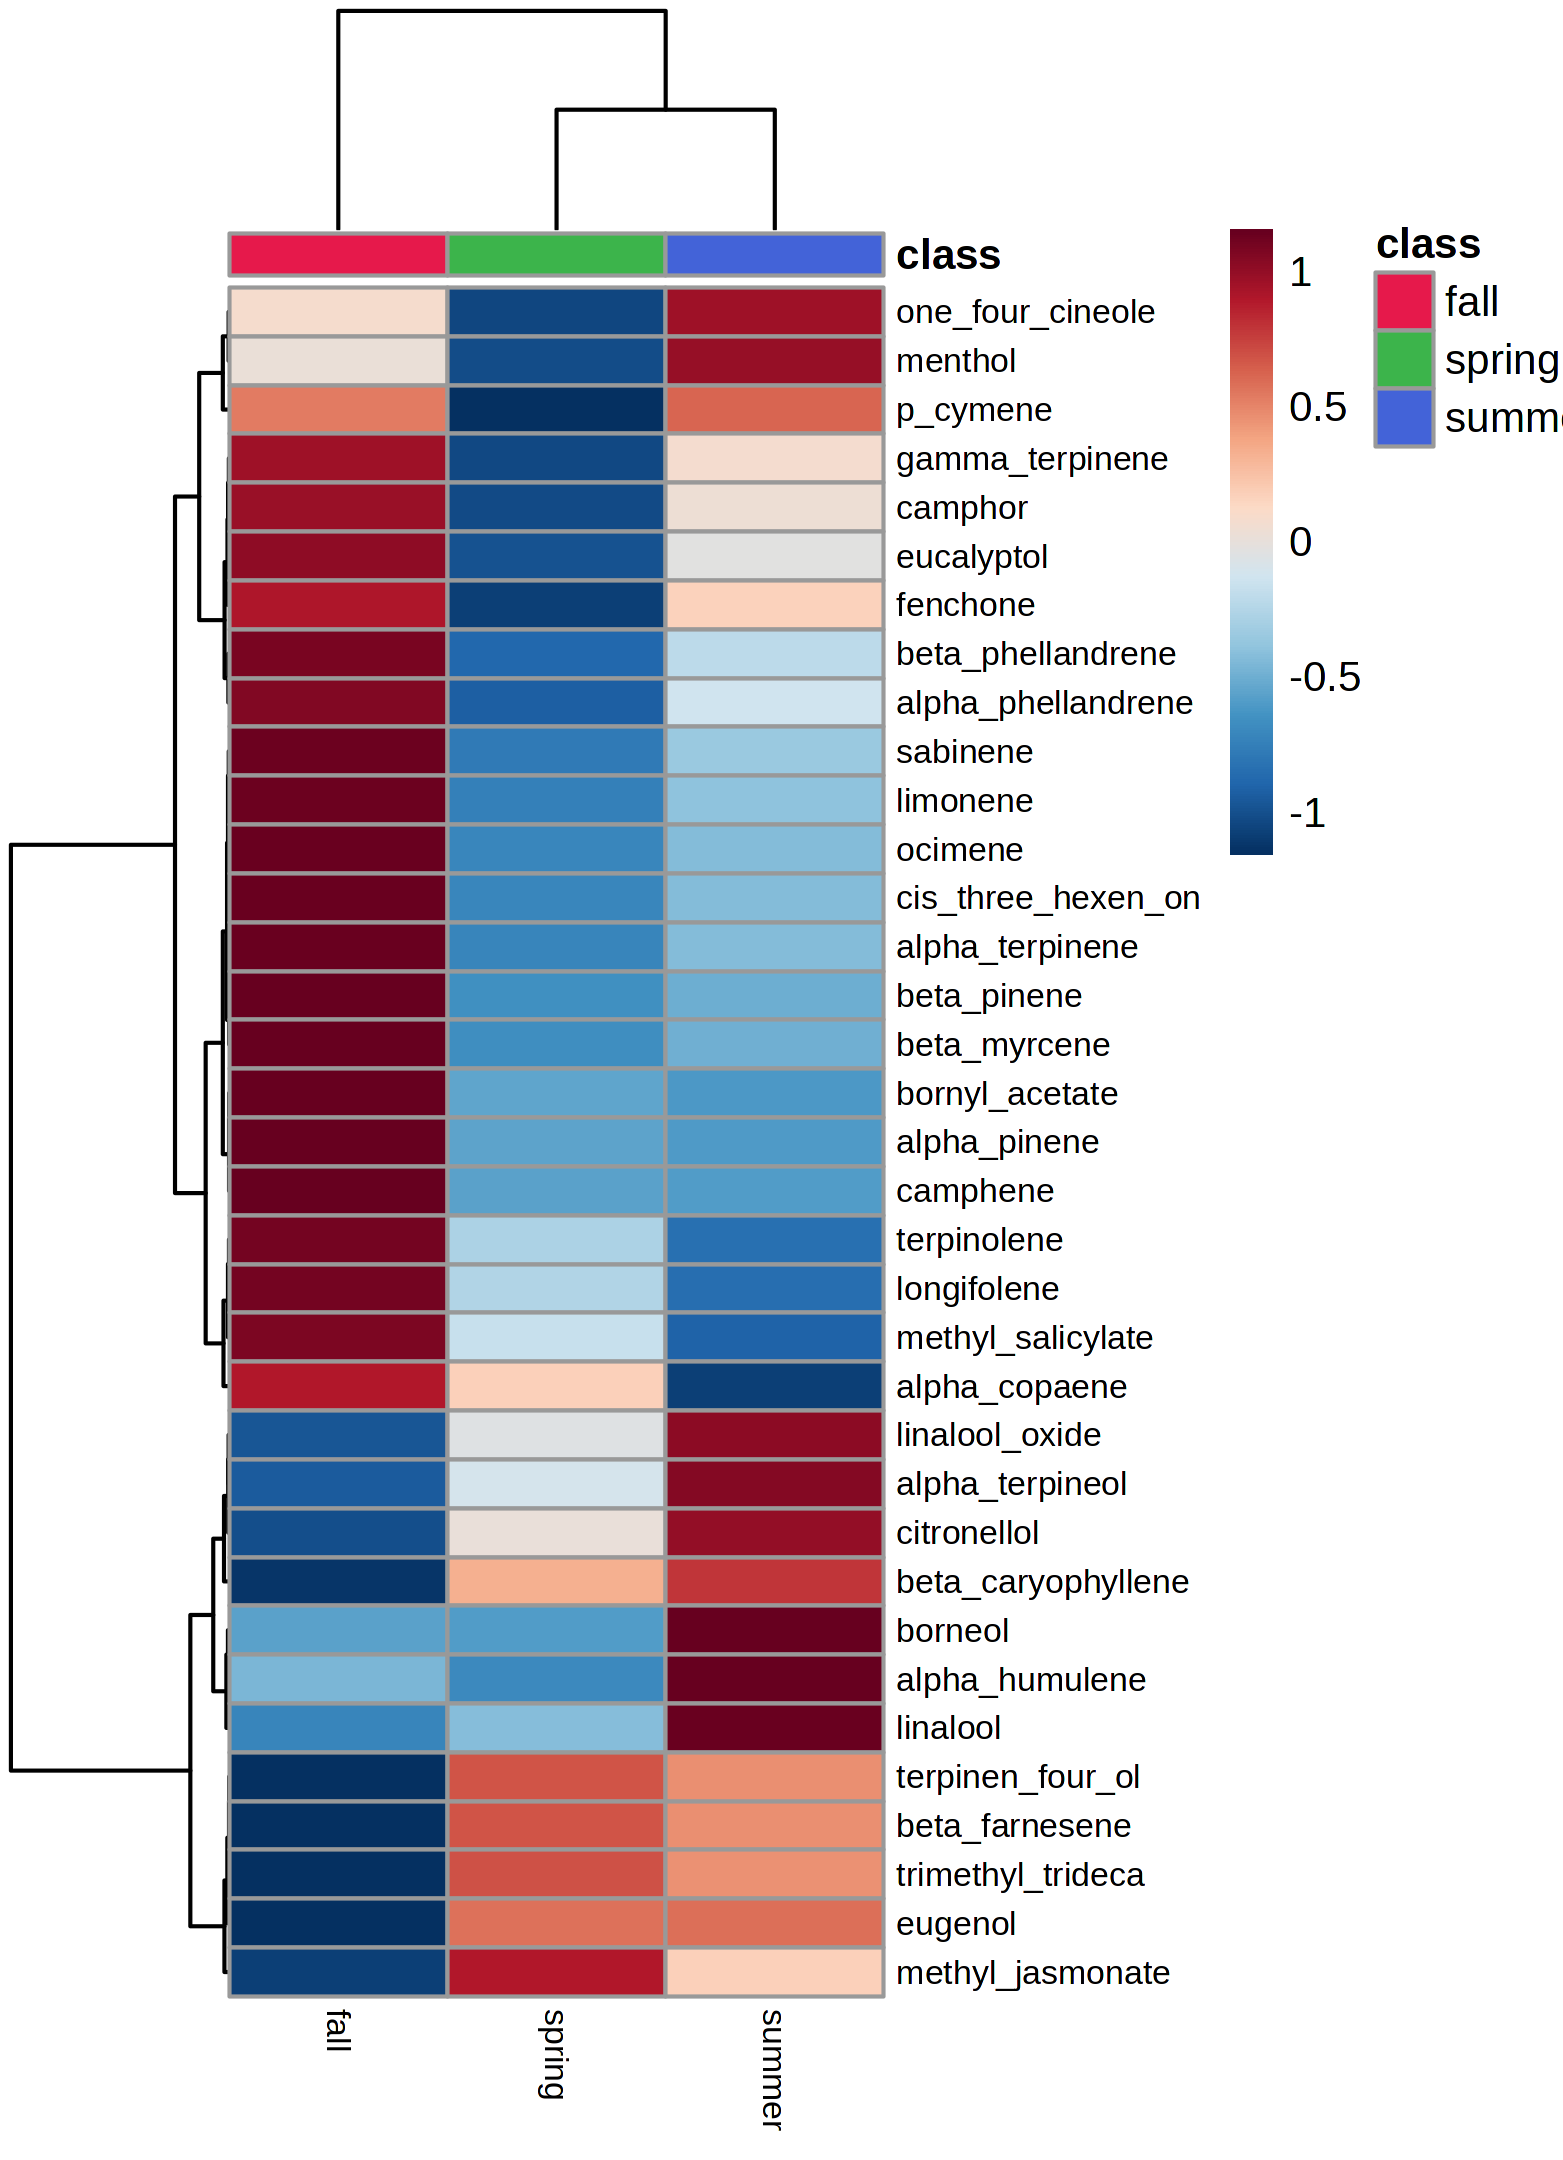 class
one_four_cineole
menthol
p_cymene
gamma_terpinene
camphor
eucalyptol
fenchone
beta_phellandrene
alpha_phellandrene
sabinene
limonene
ocimene
cis_three_hexen_on
alpha_terpinene
beta_pinene
beta_myrcene
bornyl_acetate
alpha_pinene
camphene
terpinolene
longifolene
methyl_salicylate
alpha_copaene
linalool_oxide
alpha_terpineol
citronellol
beta_caryophyllene
borneol
alpha_humulene
linalool
terpinen_four_ol
beta_farnesene
trimethyl_trideca
eugenol
methyl_jasmonate
fall
spring
summer
1
0.5
0
-0.5
-1
class
fall
spring
summ